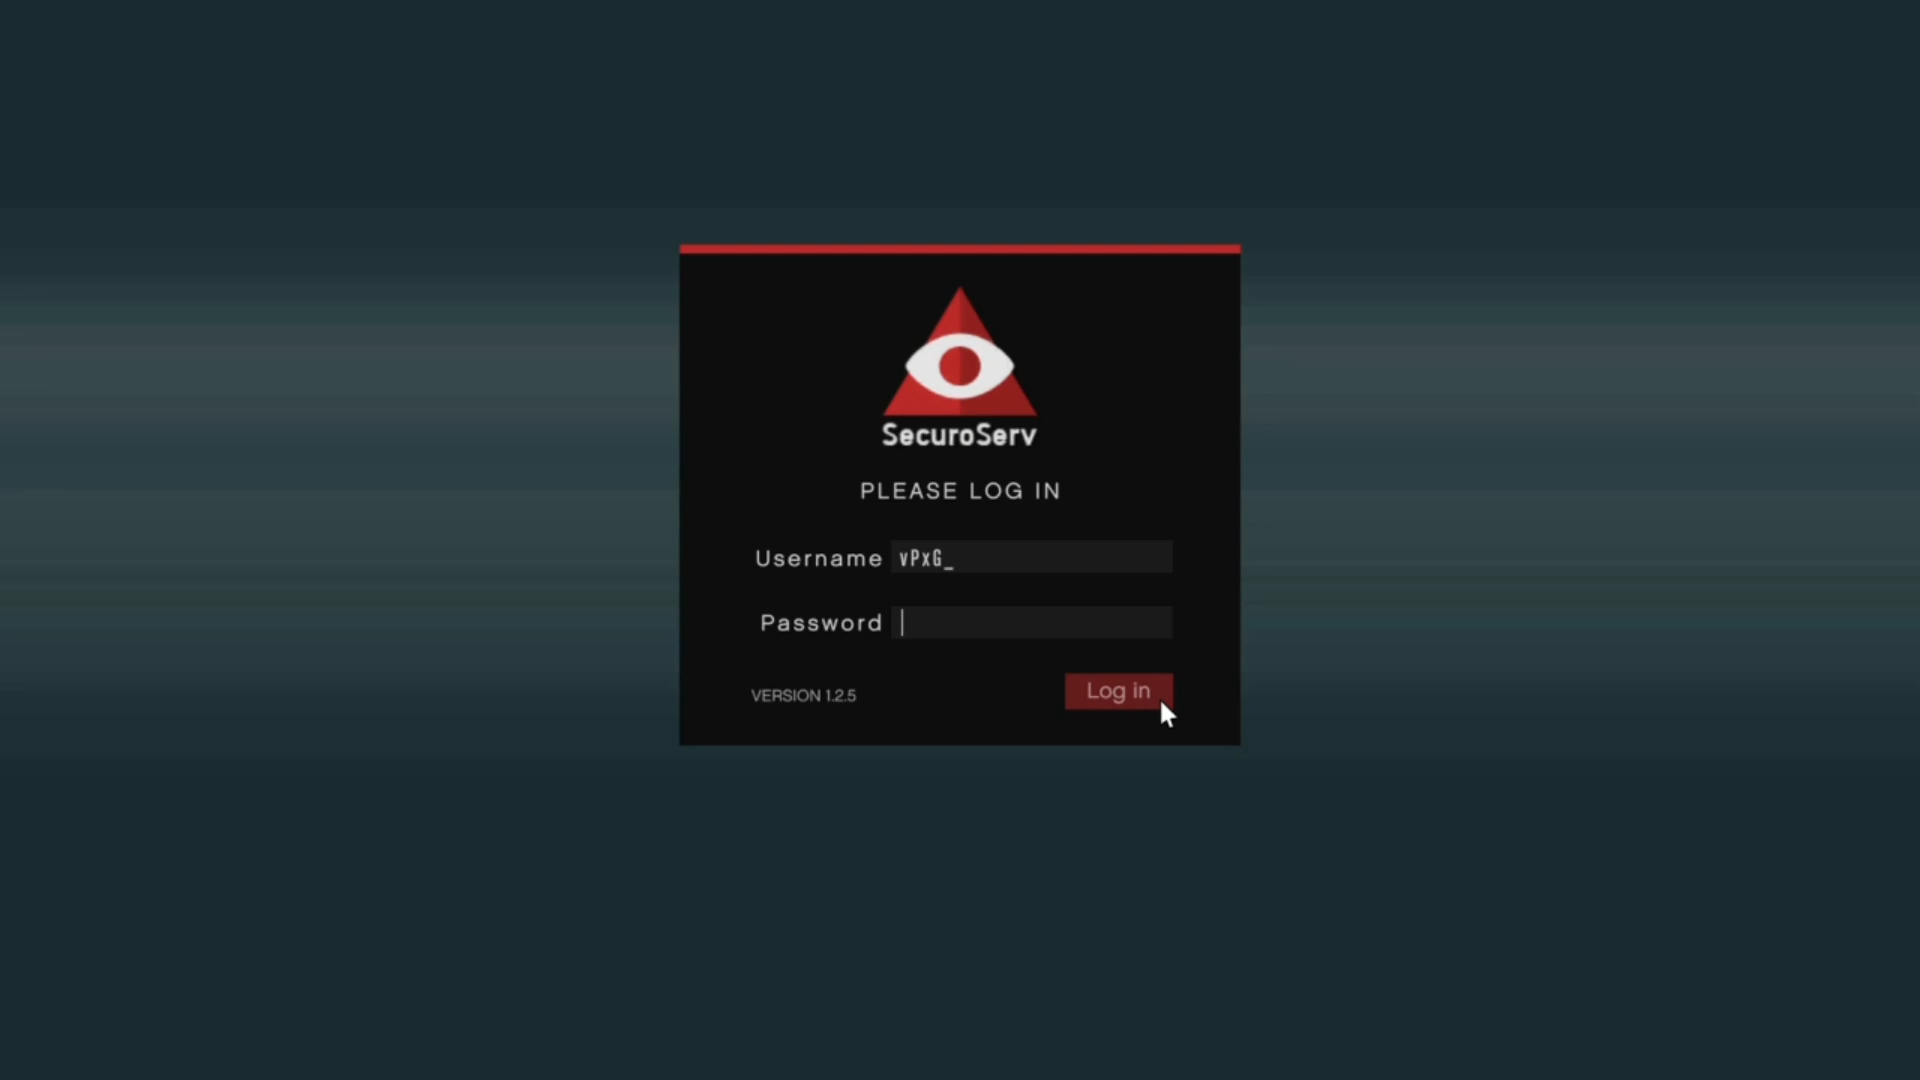 SecuroServ
PLEASE LOG IN
Username vPxG_
Password
VERSION 1.2.5
Log in